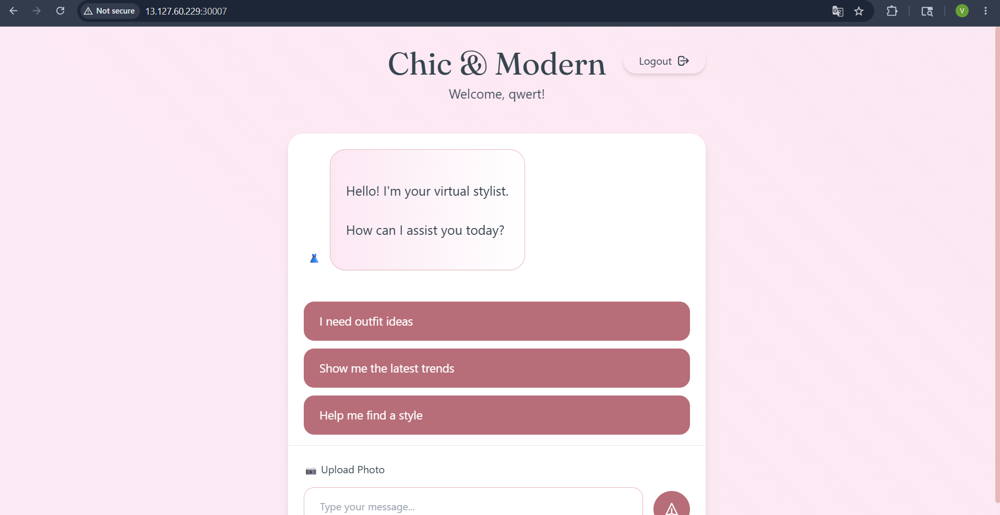 Not secure
13.127.60.229:30007
V
Chic & Modern
Logout
Welcome, qwert!
Hello! I'm your virtual stylist.
How can I assist you today?
I need outfit ideas
Show me the latest trends
Help me find a style
Upload Photo
Type your message...